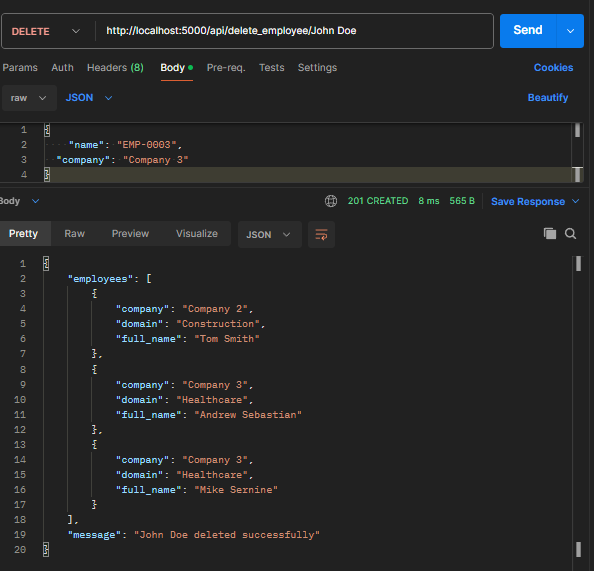 DELETE http://localhost:5000/api/delete_employee/John Doe Send
Params Auth Headers (8) Body Pre-req. Tests Settings Cookies
raw JSON Beautify
1 {
2 "name": "EMP-0003",
3 "company": "Company 3"
4 }
Body 201 CREATED 8 ms 565 B Save Response
Pretty Raw Preview Visualize JSON
1 {
2 "employees": [
3 {
4 "company": "Company 2",
5 "domain": "Construction",
6 "full_name": "Tom Smith"
7 },
8 {
9 "company": "Company 3",
10 "domain": "Healthcare",
11 "full_name": "Andrew Sebastian"
12 },
13 {
14 "company": "Company 3",
15 "domain": "Healthcare",
16 "full_name": "Mike Sernine"
17 }
18 ],
19 "message": "John Doe deleted successfully"
20 }